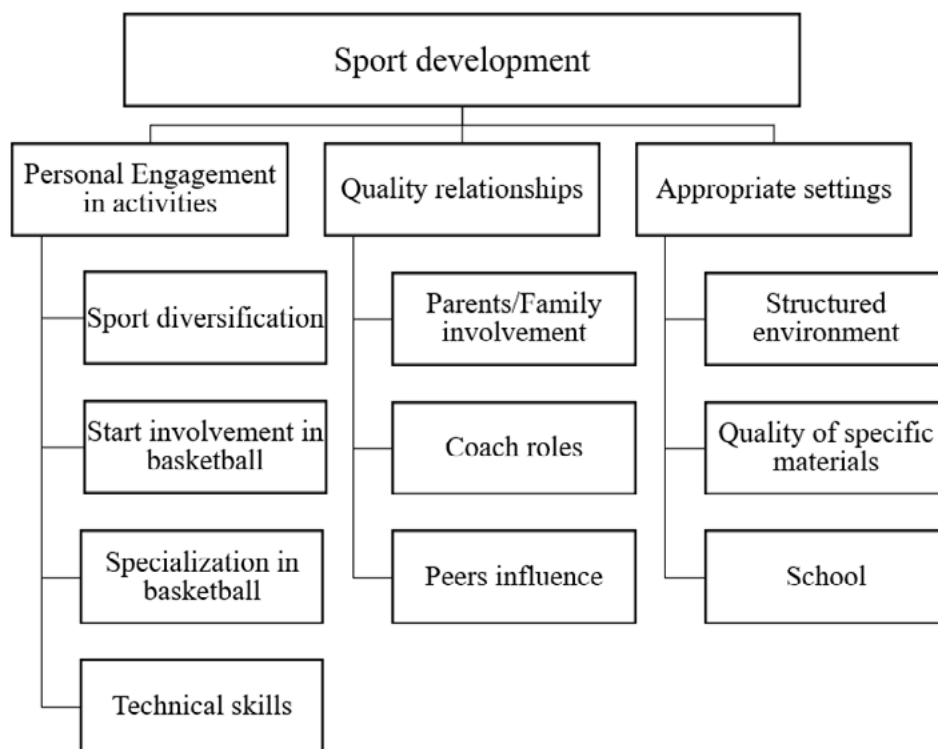 Sport development
Personal Engagement
in activities
Quality relationships
Appropriate settings
Sport diversification
Parents/Family
involvement
Structured
environment
Start involvement in
basketball
Coach roles
Quality of specific
materials
Specialization in
basketball
Peers influence
School
Technical skills